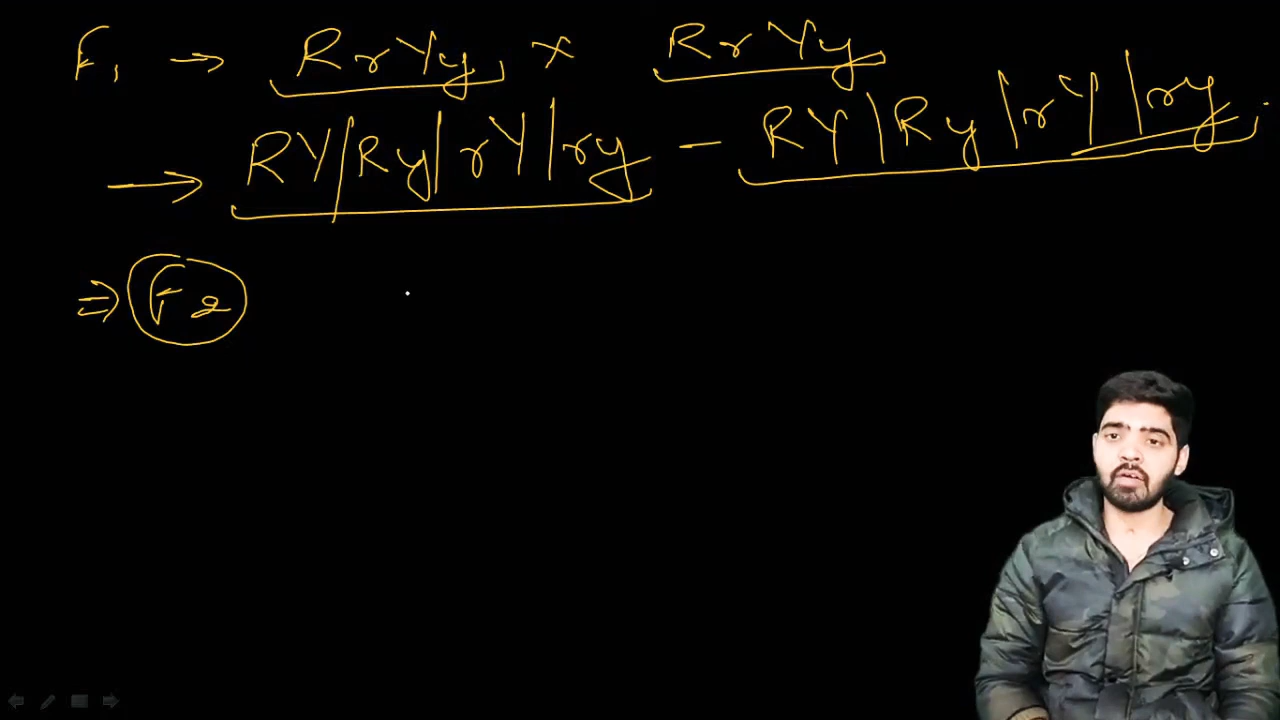 F₁ → RrYy × RrYy
→ RY|Ry|rY|ry - RY|Ry|rY|ry
⇒ F2